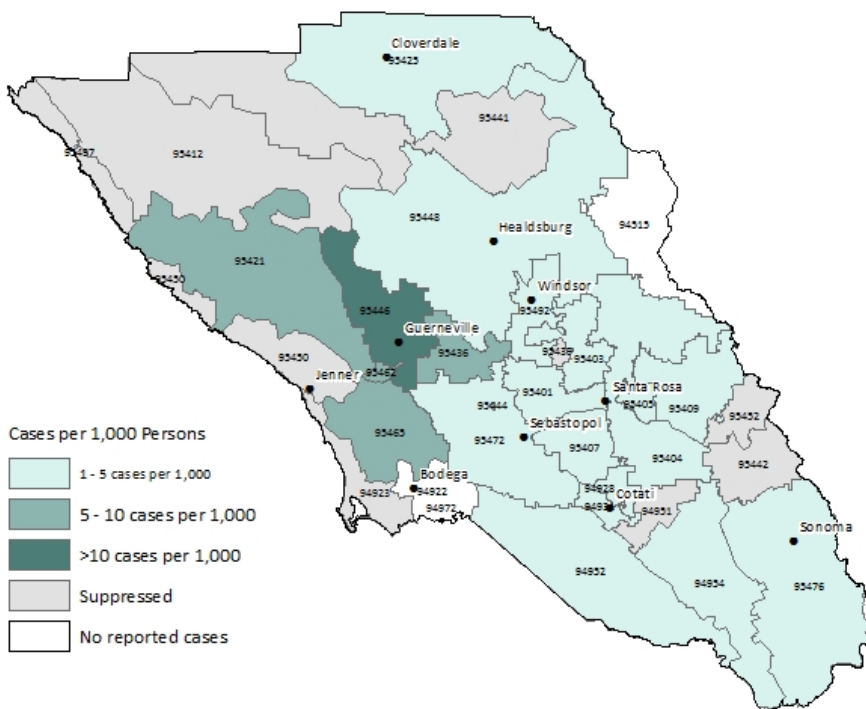 Cloverdale
95425
95441
95497
95412
95448
94515
Healdsburg
95421
95450
Windsor
95492
95446
Guerneville
95436
95439
95403
95450
95462
Jenner
95401
Santa Rosa
95405
95409
95452
95444
Sebastopol
95472
95465
95407
95404
95442
Bodega
94923
94922
94972
94928
Cotati
94931
94951
Sonoma
94952
94954
95476
Cases per 1,000 Persons
1 - 5 cases per 1,000
5 - 10 cases per 1,000
>10 cases per 1,000
Suppressed
No reported cases